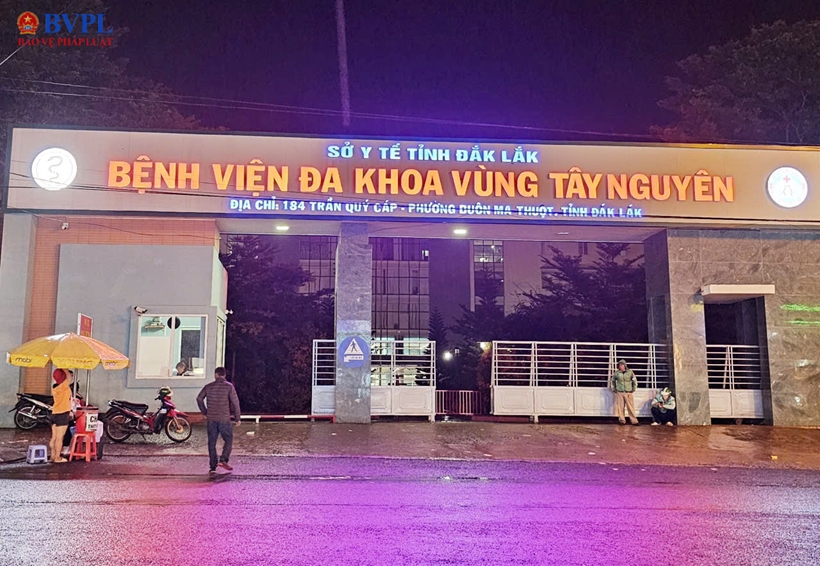 BVPL
BẢO VỆ PHÁP LUẬT
SỞ Y TẾ TỈNH ĐẮK LẮK
BỆNH VIỆN ĐA KHOA VÙNG TÂY NGUYÊN
ĐỊA CHỈ: 184 TRẦN QUÝ CÁP - PHƯỜNG BUÔN MA THUỘT - TỈNH ĐẮK LẮK